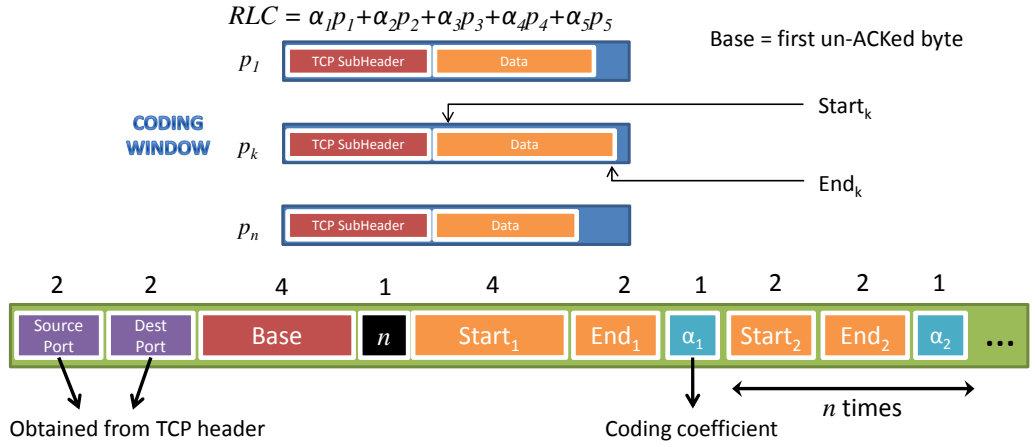 RLC = α₁p₁+α₂p₂+α₃p₃+α₄p₄+α₅p₅
Base = first un-ACKed byte
p₁
TCP SubHeader
Data
CODING
WINDOW
pₖ
TCP SubHeader
Data
Startₖ
Endₖ
pₙ
TCP SubHeader
Data
2 2 4 1 4 2 1 2 2 1
Source
Port
Dest
Port
Base
n
Start₁
End₁
α₁
Start₂
End₂
α₂
...
Obtained from TCP header
Coding coefficient
n times